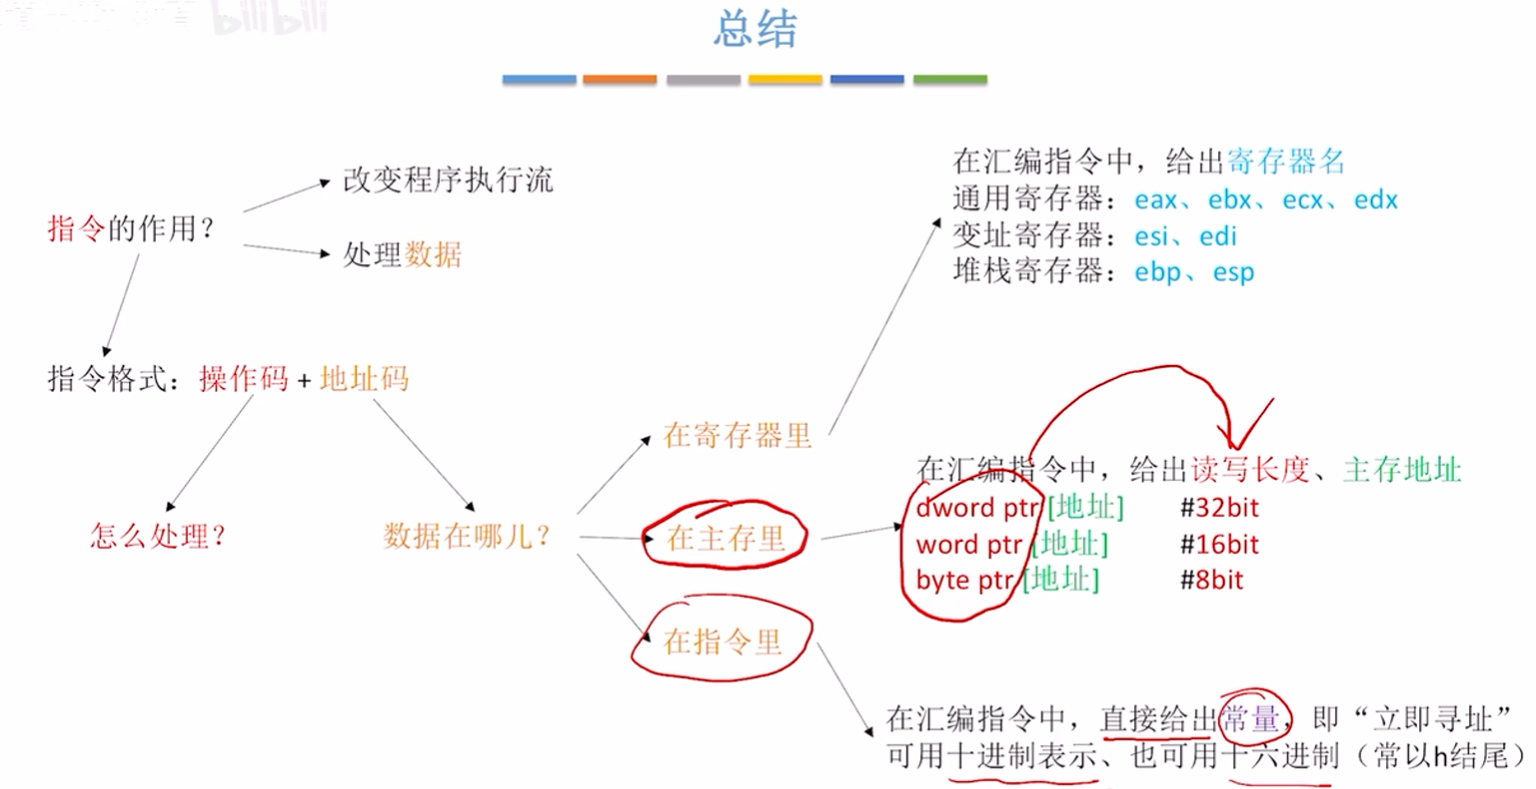 bilibili
总结
改变程序执行流
指令的作用？
处理数据
在汇编指令中，给出寄存器名
通用寄存器：eax、ebx、ecx、edx
变址寄存器：esi、edi
堆栈寄存器：ebp、esp
指令格式：操作码 + 地址码
在寄存器里
在汇编指令中，给出读写长度、主存地址
dword ptr [地址] #32bit
word ptr [地址] #16bit
byte ptr [地址] #8bit
怎么处理？
数据在哪儿？
在主存里
在指令里
在汇编指令中，直接给出常量，即“立即寻址”
可用十进制表示、也可用十六进制（常以h结尾）